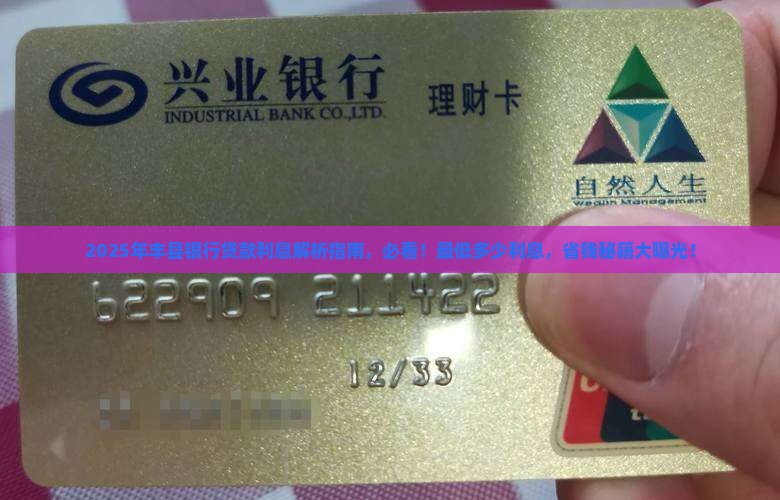 兴业银行
INDUSTRIAL BANK CO.,LTD.
理财卡
自然人生
Wealth Management
2025年丰县银行贷款利息解析指南，必看！最低多少利息，省钱秘籍大曝光！
622909 211422
12/33